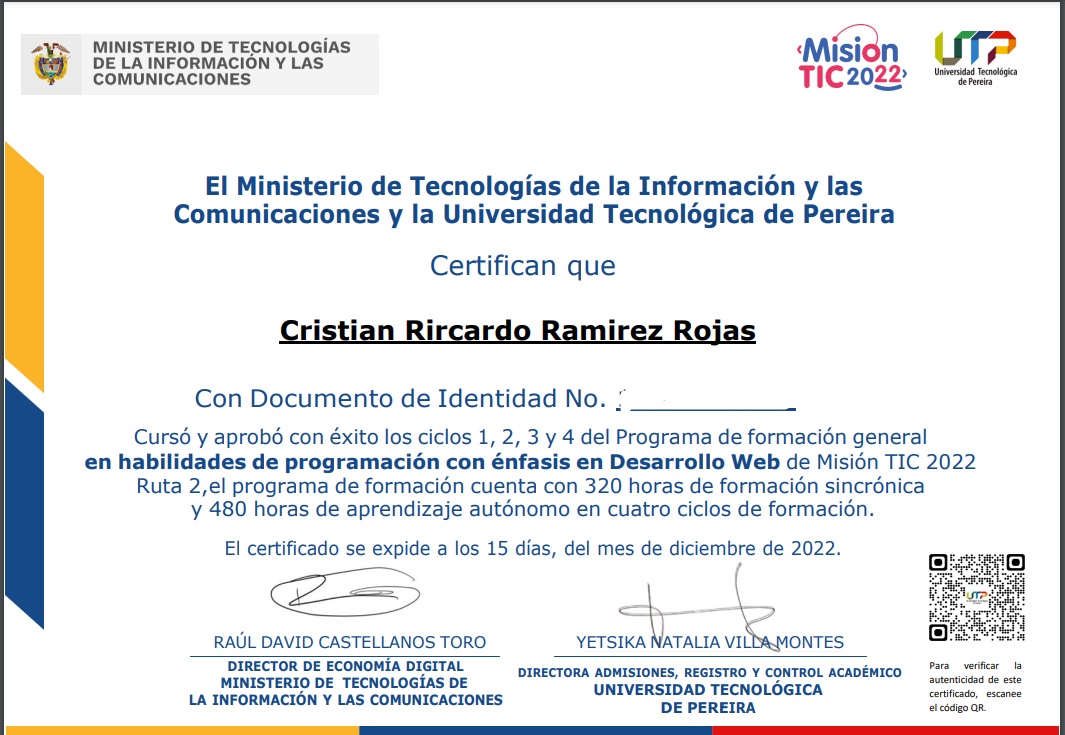 MINISTERIO DE TECNOLOGÍAS
DE LA INFORMACIÓN Y LAS
COMUNICACIONES
Misión
TIC 2022
UTP
Universidad Tecnológica
de Pereira
El Ministerio de Tecnologías de la Información y las
Comunicaciones y la Universidad Tecnológica de Pereira
Certifican que
Cristian Rircardo Ramirez Rojas
Con Documento de Identidad No.
Cursó y aprobó con éxito los ciclos 1, 2, 3 y 4 del Programa de formación general
en habilidades de programación con énfasis en Desarrollo Web de Misión TIC 2022
Ruta 2,el programa de formación cuenta con 320 horas de formación sincrónica
y 480 horas de aprendizaje autónomo en cuatro ciclos de formación.
El certificado se expide a los 15 días, del mes de diciembre de 2022.
RAÚL DAVID CASTELLANOS TORO
DIRECTOR DE ECONOMÍA DIGITAL
MINISTERIO DE TECNOLOGÍAS DE
LA INFORMACIÓN Y LAS COMUNICACIONES
YETSIKA NATALIA VILLA MONTES
DIRECTORA ADMISIONES, REGISTRO Y CONTROL ACADÉMICO
UNIVERSIDAD TECNOLÓGICA
DE PEREIRA
UTP
Para verificar la
autenticidad de este
certificado, escanee
el código QR.